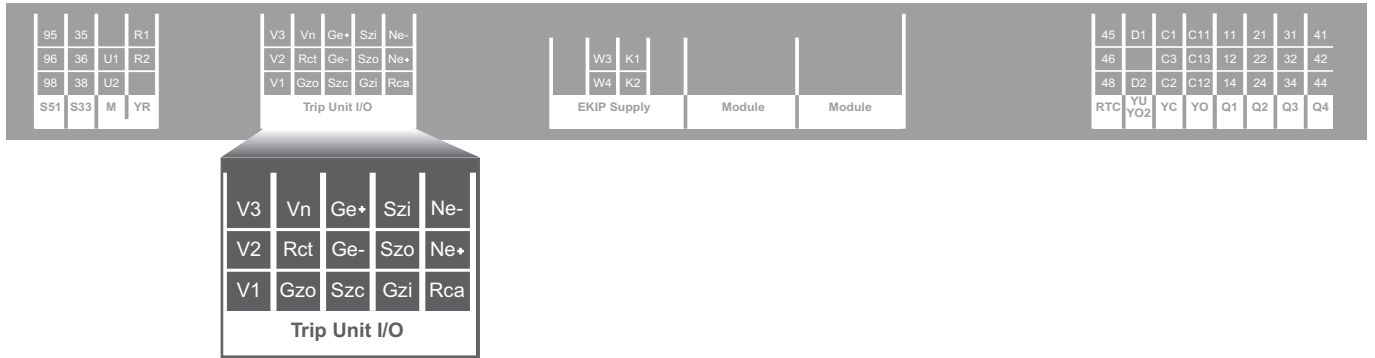 95 35 R1
96 36 U1 R2
98 38 U2
S51 S33 M YR
V3 Vn Ge+ Szi Ne-
V2 Rct Ge- Szo Ne+
V1 Gzo Szc Gzi Rca
Trip Unit I/O
W3 K1
W4 K2
EKIP Supply Module Module
45 D1 C1 C11 11 21 31 41
46 C3 C13 12 22 32 42
48 D2 C2 C12 14 24 34 44
RTC YU YO2 YC YO Q1 Q2 Q3 Q4
V3 Vn Ge+ Szi Ne-
V2 Rct Ge- Szo Ne+
V1 Gzo Szc Gzi Rca
Trip Unit I/O